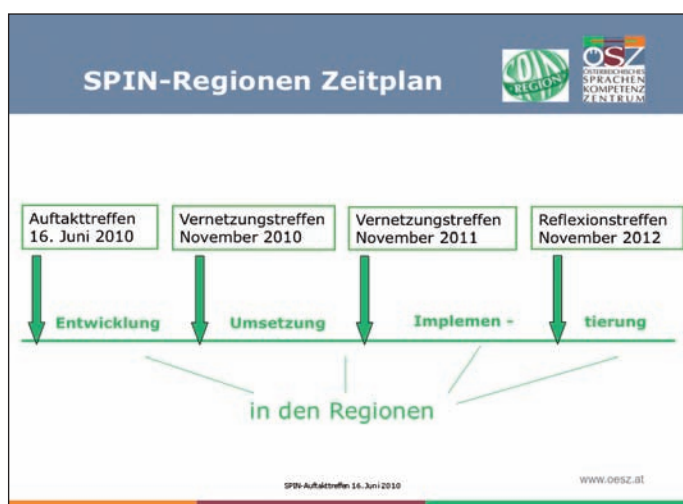 SPIN-Regionen Zeitplan
SPIN
REGION
ÖSZ
ÖSTERREICHISCHES
SPRACHEN
KOMPETENZ
ZENTRUM
Auftakttreffen
16. Juni 2010
Vernetzungstreffen
November 2010
Vernetzungstreffen
November 2011
Reflexionstreffen
November 2012
Entwicklung Umsetzung Implemen - tierung
in den Regionen
SPIN-Auftakttreffen 16. Juni 2010
www.oesz.at